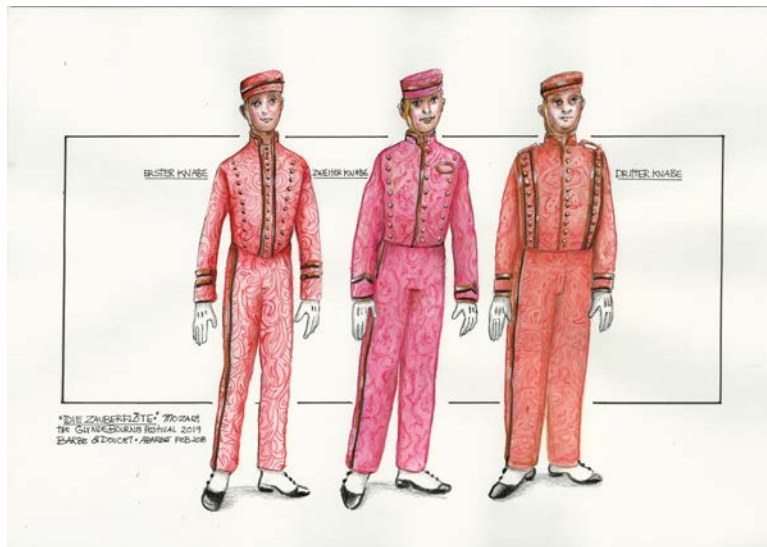 ERSTER KNABE
ZWEITER KNABE
DRITTER KNABE
"DIE ZAUBERFLÖTE" MOZART
THE GLYNDEBOURNE FESTIVAL 2019
BARBE & DOUCET •